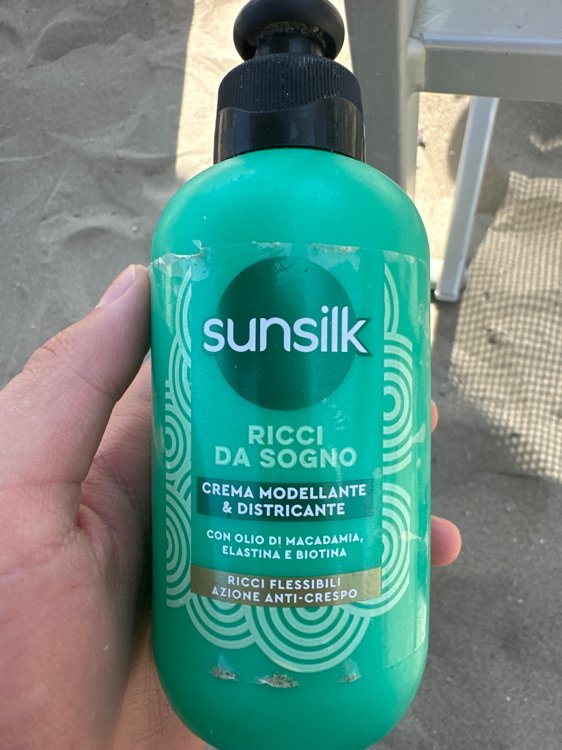 sunsilk
RICCI
DA SOGNO
CREMA MODELLANTE
& DISTRICANTE
CON OLIO DI MACADAMIA,
ELASTINA E BIOTINA
RICCI FLESSIBILI
AZIONE ANTI-CRESPO